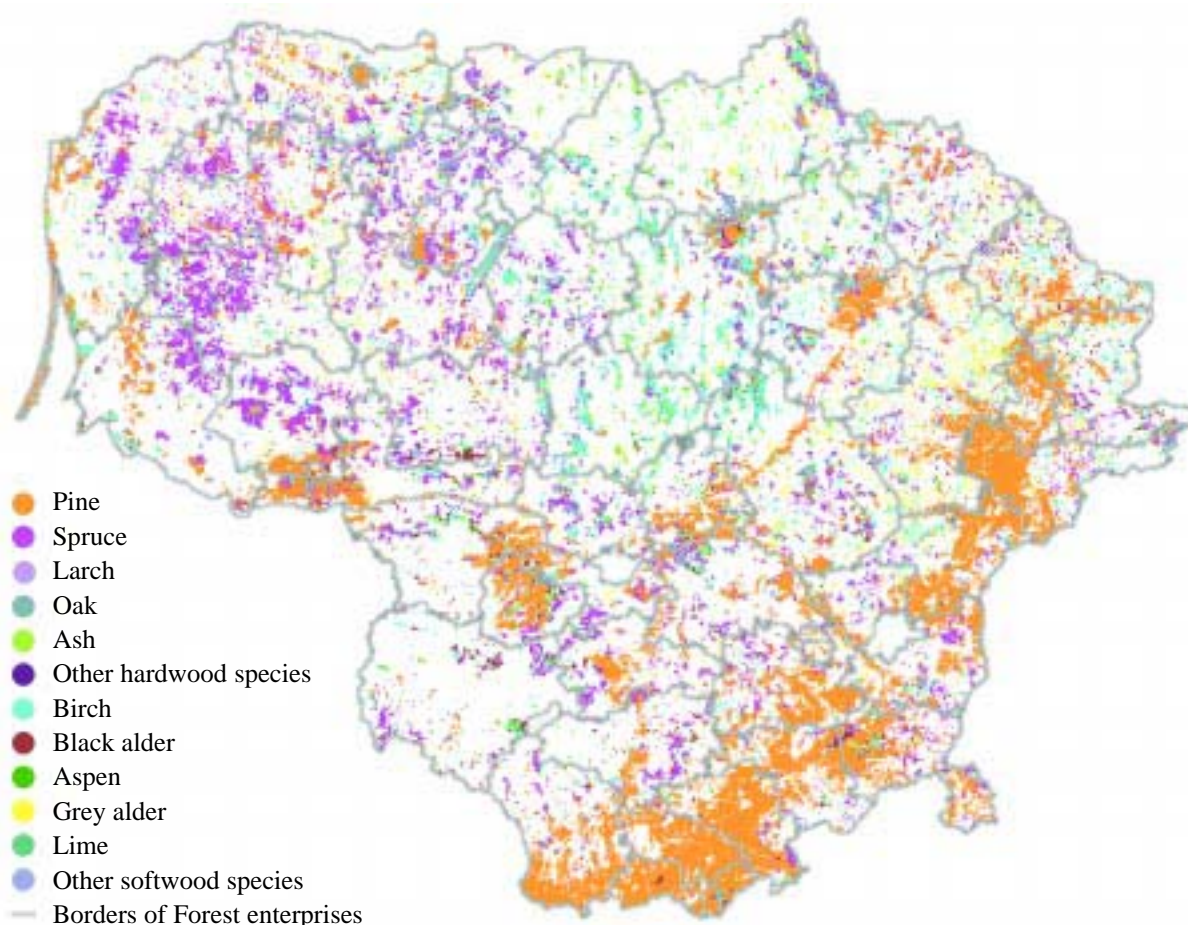 Pine
Spruce
Larch
Oak
Ash
Other hardwood species
Birch
Black alder
Aspen
Grey alder
Lime
Other softwood species
Borders of Forest enterprises